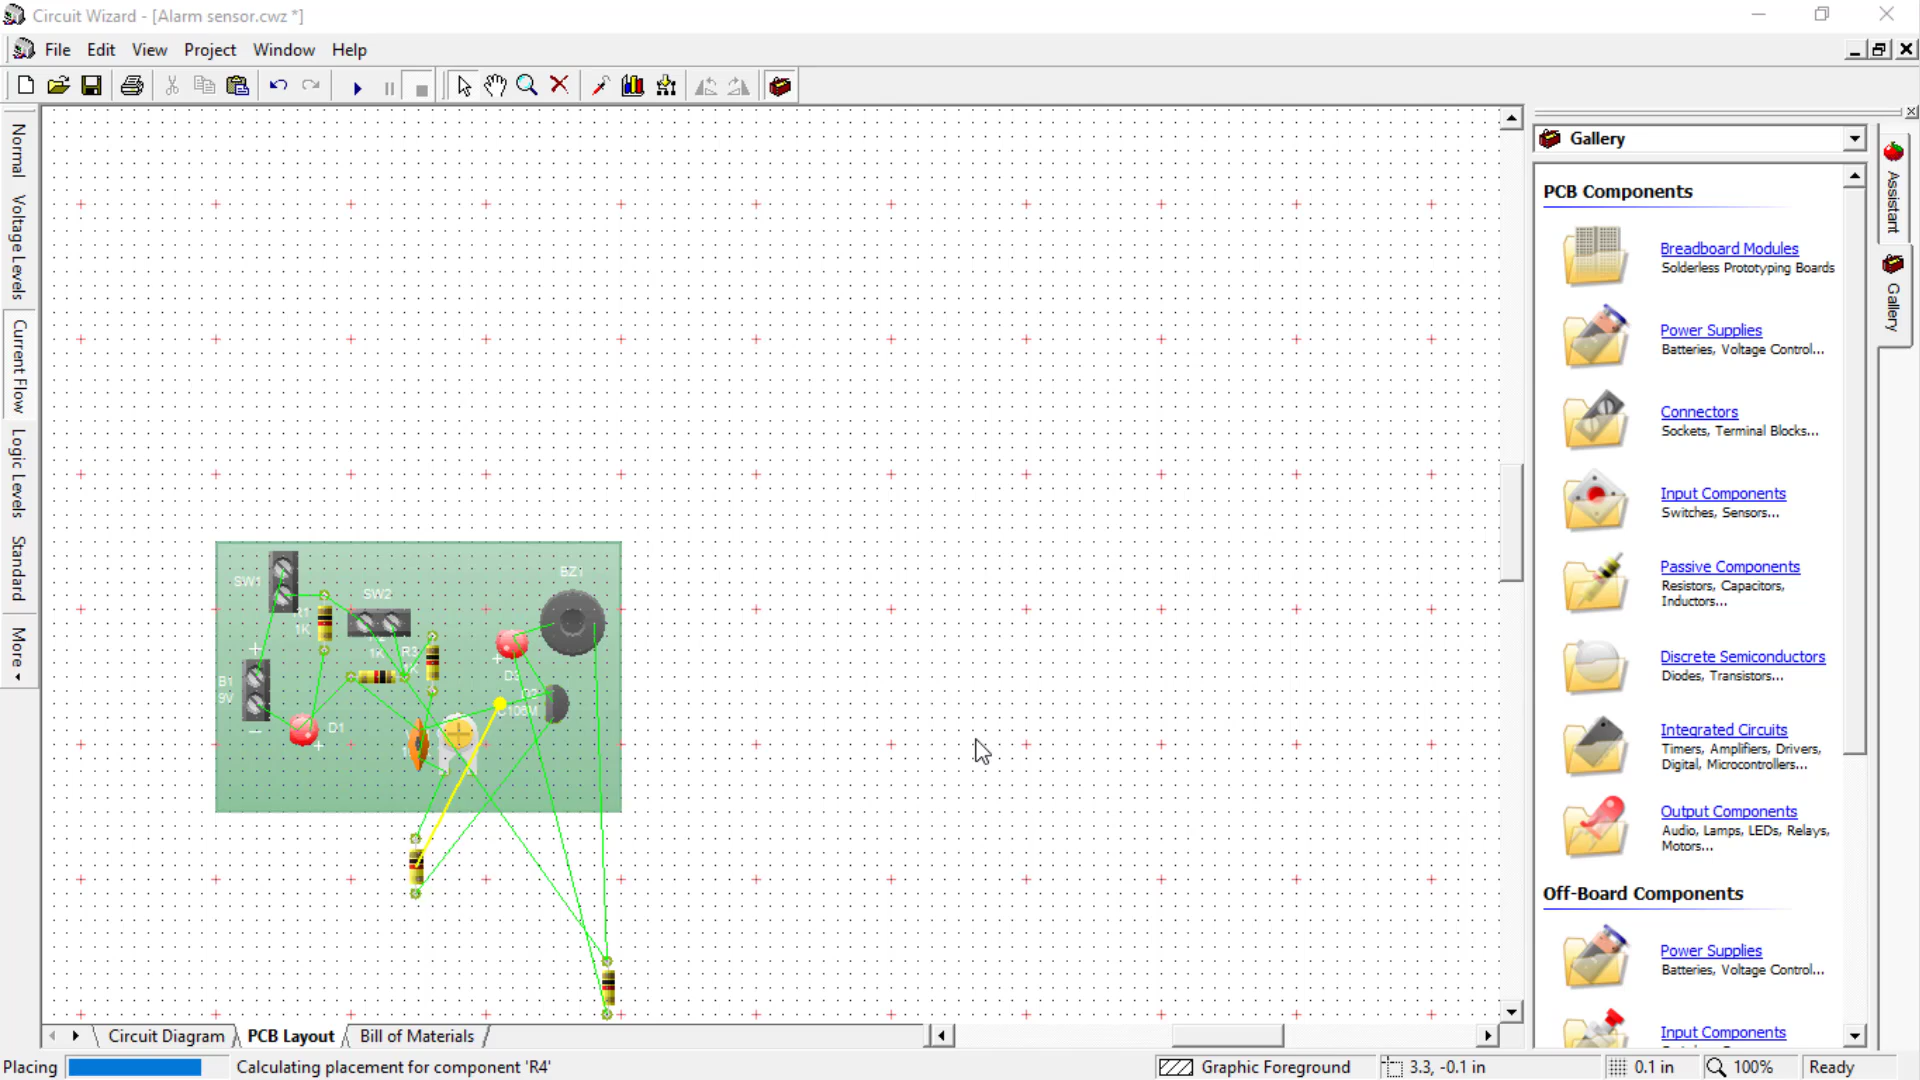 Circuit Wizard - [Alarm sensor.cwz *]
File Edit View Project Window Help
Normal
Voltage Levels
Current Flow
Logic Levels
Standard
More
Gallery
Assistant
Gallery
PCB Components
Breadboard Modules
Solderless Prototyping Boards
Power Supplies
Batteries, Voltage Control...
Connectors
Sockets, Terminal Blocks...
Input Components
Switches, Sensors...
Passive Components
Resistors, Capacitors,
Inductors...
Discrete Semiconductors
Diodes, Transistors...
Integrated Circuits
Timers, Amplifiers, Drivers,
Digital, Microcontrollers...
Output Components
Audio, Lamps, LEDs, Relays,
Motors...
Off-Board Components
Power Supplies
Batteries, Voltage Control...
Input Components
BZ1
SW1
SW2
1K
1K
R3
1K
+
B1
9V
D1
+
+
Circuit Diagram PCB Layout Bill of Materials
Placing Calculating placement for component 'R4' Graphic Foreground 3.3, -0.1 in 0.1 in 100% Ready